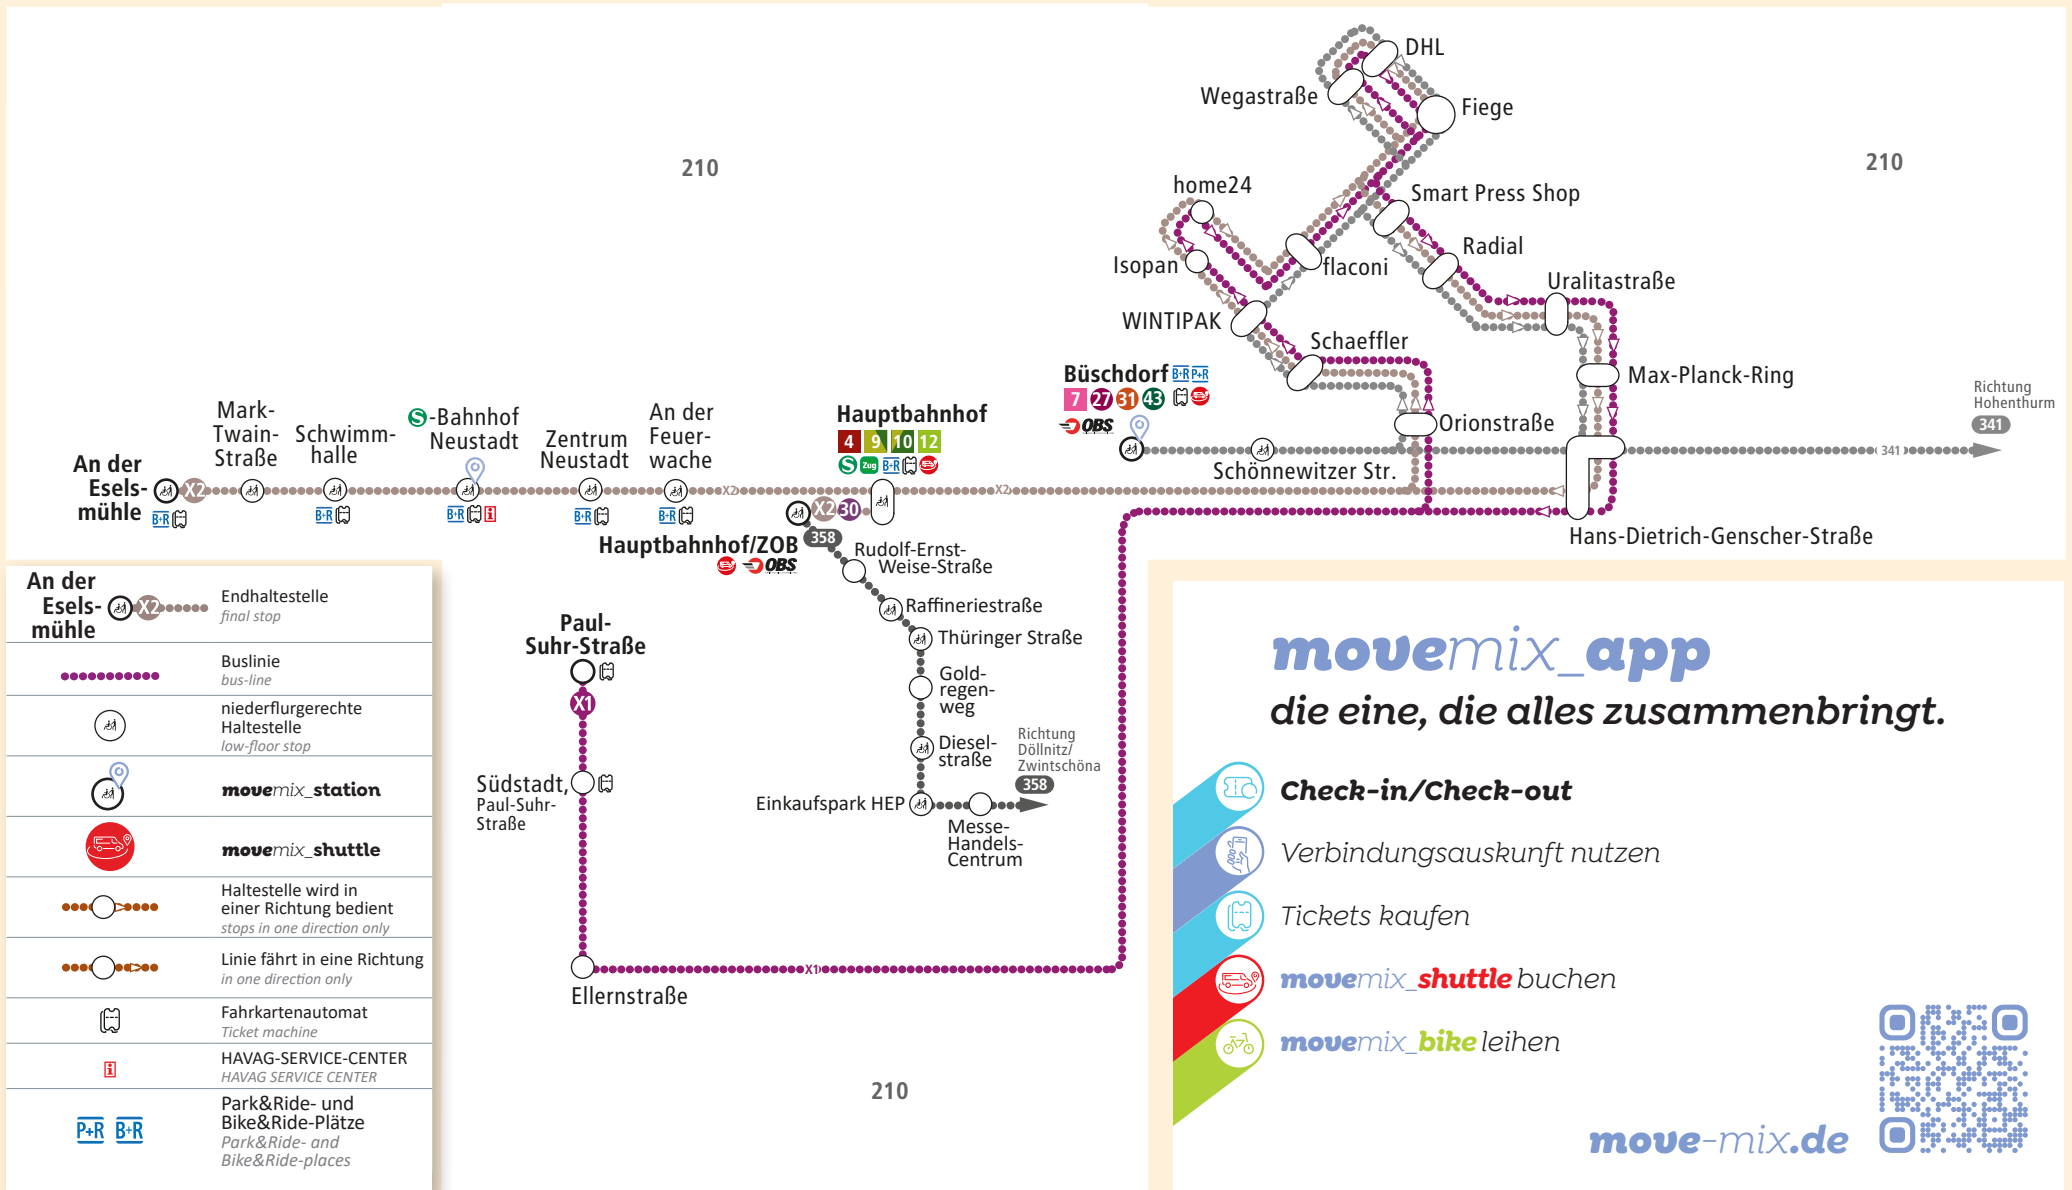 DHL
Wegastraße
Fiege
210
210
home24
Smart Press Shop
Radial
Isopan
flaconi
Uralitastraße
WINTIPAK
Schaeffler
Büschdorf B+R P+R
7 27 31 43
OBS
Max-Planck-Ring
Richtung
Hohenthurm
341
Orionstraße
341
Schönnewitzer Str.
Hans-Dietrich-Genscher-Straße
An der
Esels-
mühle
X2
B+R
Mark-
Twain-
Straße
Schwimm-
halle
B+R
S-Bahnhof
Neustadt
B+R i
Zentrum
Neustadt
B+R
An der
Feuer-
wache
B+R
X2
Hauptbahnhof
4 9 10 12
S Zug B+R
X2
X2 30
358
Hauptbahnhof/ZOB
OBS
Rudolf-Ernst-
Weise-Straße
Raffineriestraße
Thüringer Straße
Gold-
regen-
weg
Diesel-
straße
Richtung
Döllnitz/
Zwintschöna
358
Einkaufspark HEP
Messe-
Handels-
Centrum
Paul-
Suhr-Straße
X1
Südstadt,
Paul-Suhr-
Straße
X1
Ellernstraße
210
An der
Esels-
mühle
X2
Endhaltestelle
final stop
Buslinie
bus-line
niederflurgerechte
Haltestelle
low-floor stop
movemix_station
movemix_shuttle
Haltestelle wird in
einer Richtung bedient
stops in one direction only
Linie fährt in eine Richtung
in one direction only
Fahrkartenautomat
Ticket machine
i
HAVAG-SERVICE-CENTER
HAVAG SERVICE CENTER
P+R B+R
Park&Ride- und
Bike&Ride-Plätze
Park&Ride- and
Bike&Ride-places
movemix_app
die eine, die alles zusammenbringt.
Check-in/Check-out
Verbindungsauskunft nutzen
Tickets kaufen
movemix_shuttle buchen
movemix_bike leihen
move-mix.de